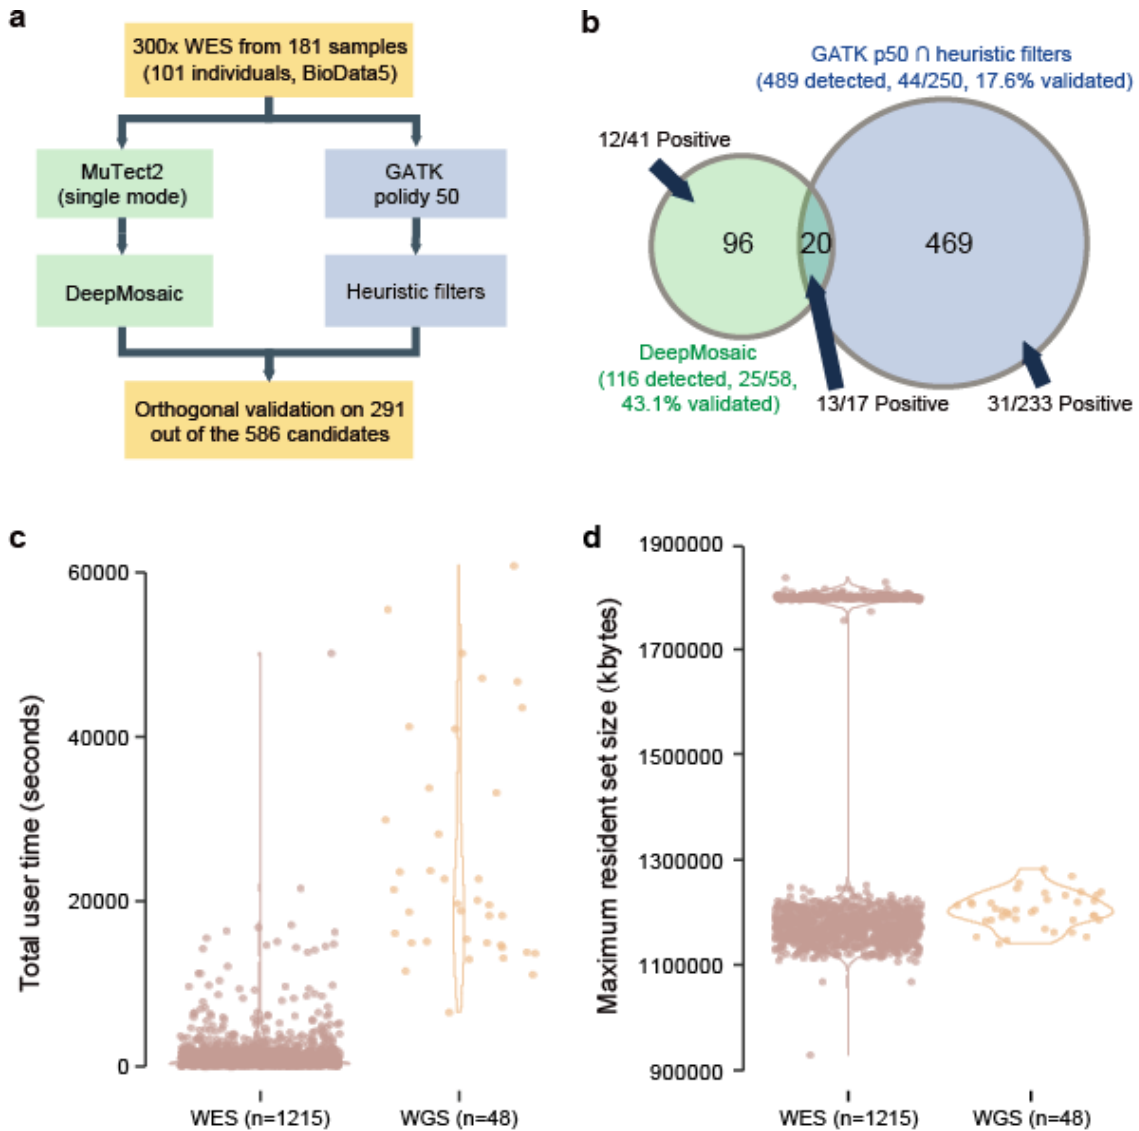 a
300x WES from 181 samples
(101 individuals, BioData5)
MuTect2
(single mode)
GATK
polidy 50
DeepMosaic
Heuristic filters
Orthogonal validation on 291
out of the 586 candidates
b
GATK p50 ∩ heuristic filters
(489 detected, 44/250, 17.6% validated)
12/41 Positive
96
20
469
DeepMosaic
(116 detected, 25/58,
43.1% validated)
13/17 Positive
31/233 Positive
c
Total user time (seconds)
60000
40000
20000
0
WES (n=1215)
WGS (n=48)
d
Maximum resident set size (kbytes)
1900000
1700000
1500000
1300000
1100000
900000
WES (n=1215)
WGS (n=48)